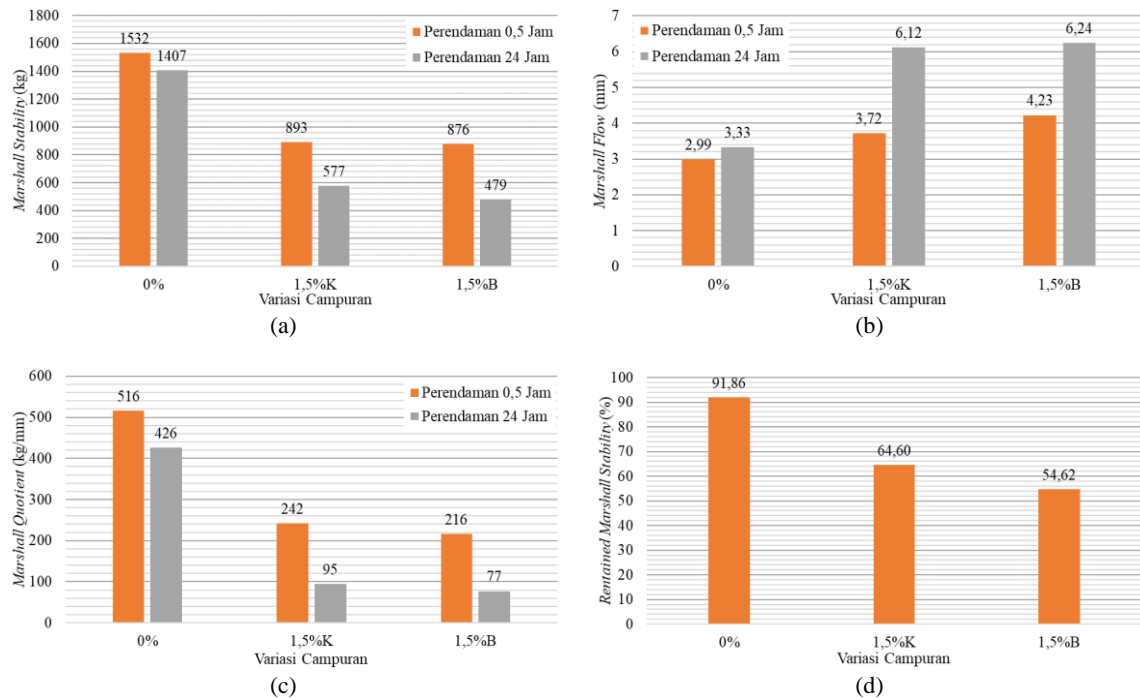 1800
1600
1400
1200
1000
800
600
400
200
0
Marshall Stability (kg)
1532
1407
893
577
876
479
Perendaman 0,5 Jam
Perendaman 24 Jam
0%
1,5%K
1,5%B
Variasi Campuran
(a)
7
6
5
4
3
2
1
0
Marshall Flow (mm)
2,99
3,33
3,72
6,12
4,23
6,24
Perendaman 0,5 Jam
Perendaman 24 Jam
0%
1,5%K
1,5%B
Variasi Campuran
(b)
600
500
400
300
200
100
0
Marshall Quotient (kg/mm)
516
426
242
95
216
77
Perendaman 0,5 Jam
Perendaman 24 Jam
0%
1,5%K
1,5%B
Variasi Campuran
(c)
100
90
80
70
60
50
40
30
20
10
0
Rentained Marshall Stability (%)
91,86
64,60
54,62
0%
1,5%K
1,5%B
Variasi Campuran
(d)